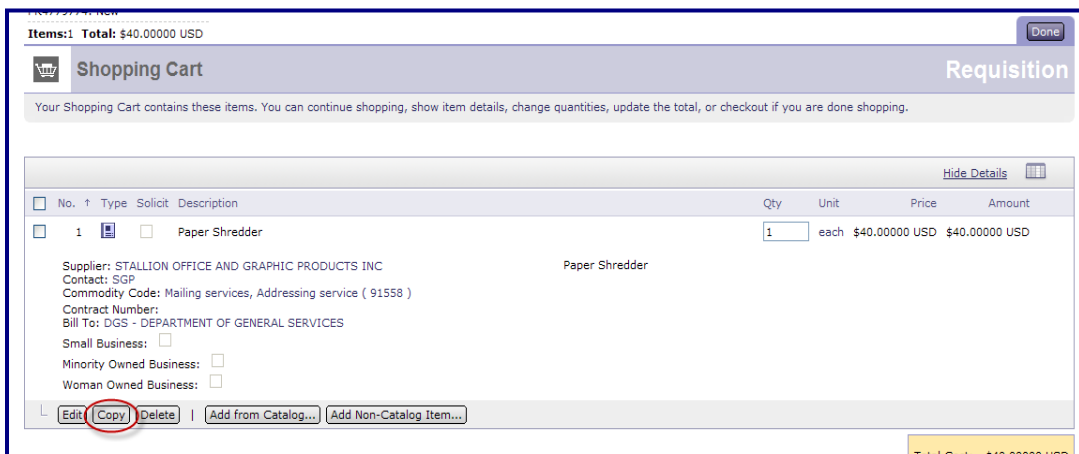 Items:1 Total: $40.00000 USD
Done
Shopping Cart
Requisition
Your Shopping Cart contains these items. You can continue shopping, show item details, change quantities, update the total, or checkout if you are done shopping.
Hide Details
No. ↑ Type Solicit Description Qty Unit Price Amount
1 Paper Shredder 1 each $40.00000 USD $40.00000 USD
Supplier: STALLION OFFICE AND GRAPHIC PRODUCTS INC Paper Shredder
Contact: SGP
Commodity Code: Mailing services, Addressing service ( 91558 )
Contract Number:
Bill To: DGS - DEPARTMENT OF GENERAL SERVICES
Small Business:
Minority Owned Business:
Woman Owned Business:
Edit Copy Delete | Add from Catalog... Add Non-Catalog Item...